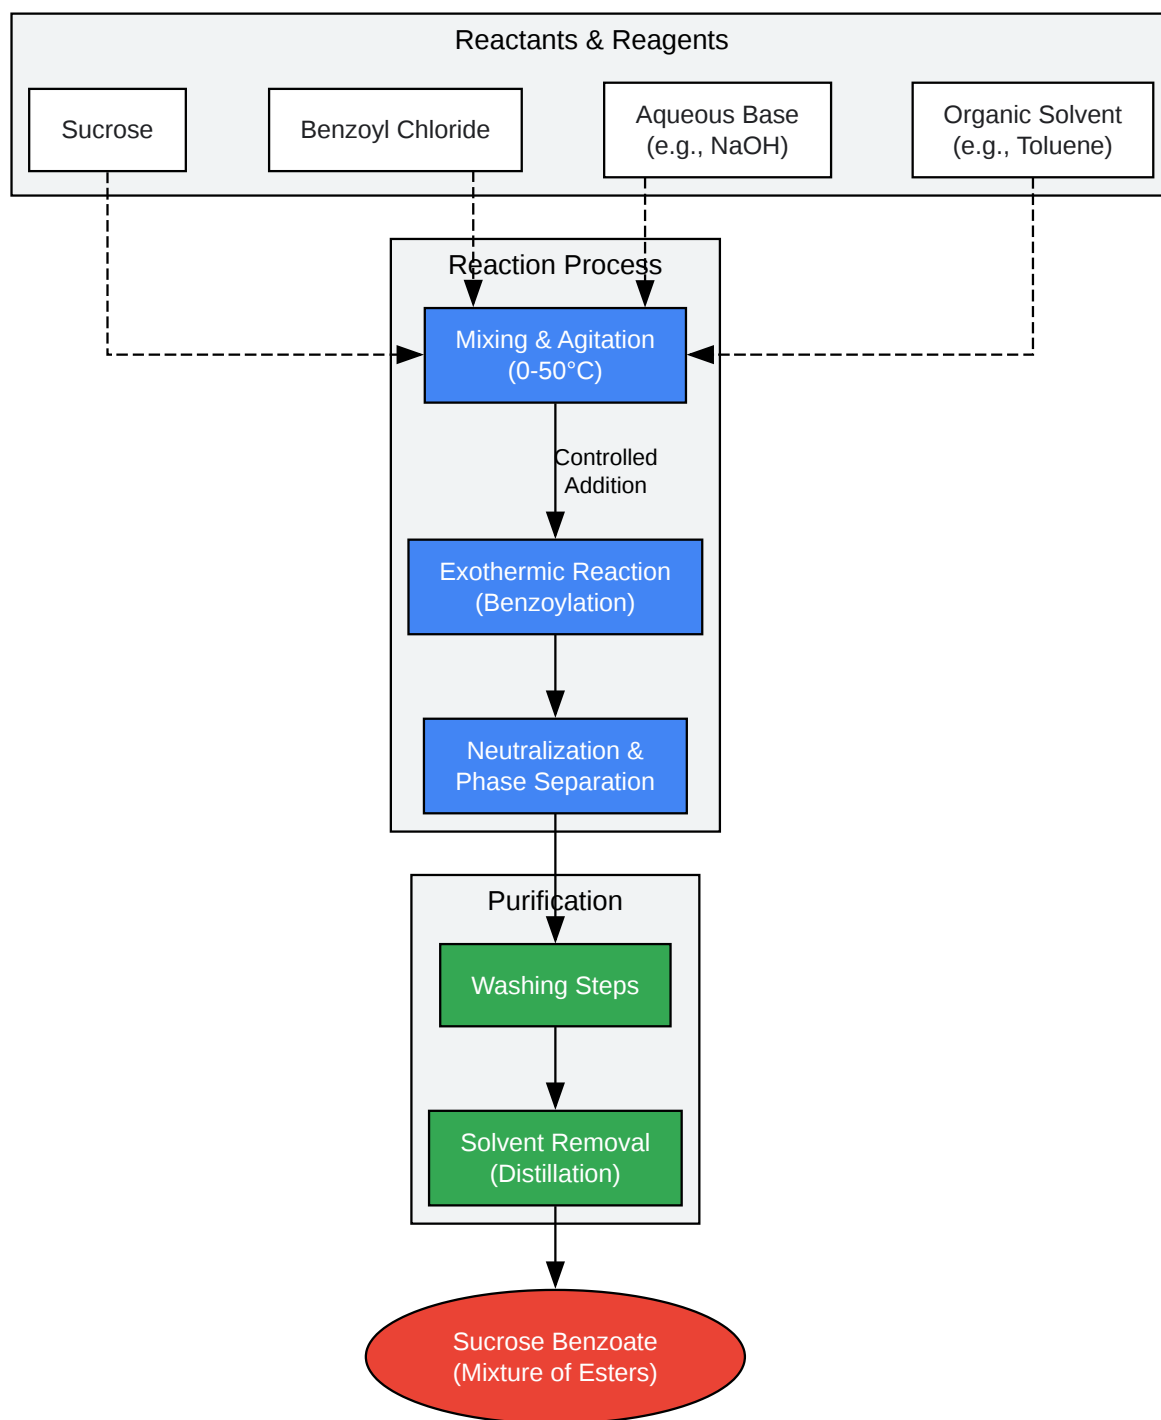 Reactants & Reagents
Sucrose
Benzoyl Chloride
Aqueous Base
(e.g., NaOH)
Organic Solvent
(e.g., Toluene)
Reaction Process
Mixing & Agitation
(0-50°C)
Controlled
Addition
Exothermic Reaction
(Benzoylation)
Neutralization &
Phase Separation
Purification
Washing Steps
Solvent Removal
(Distillation)
Sucrose Benzoate
(Mixture of Esters)